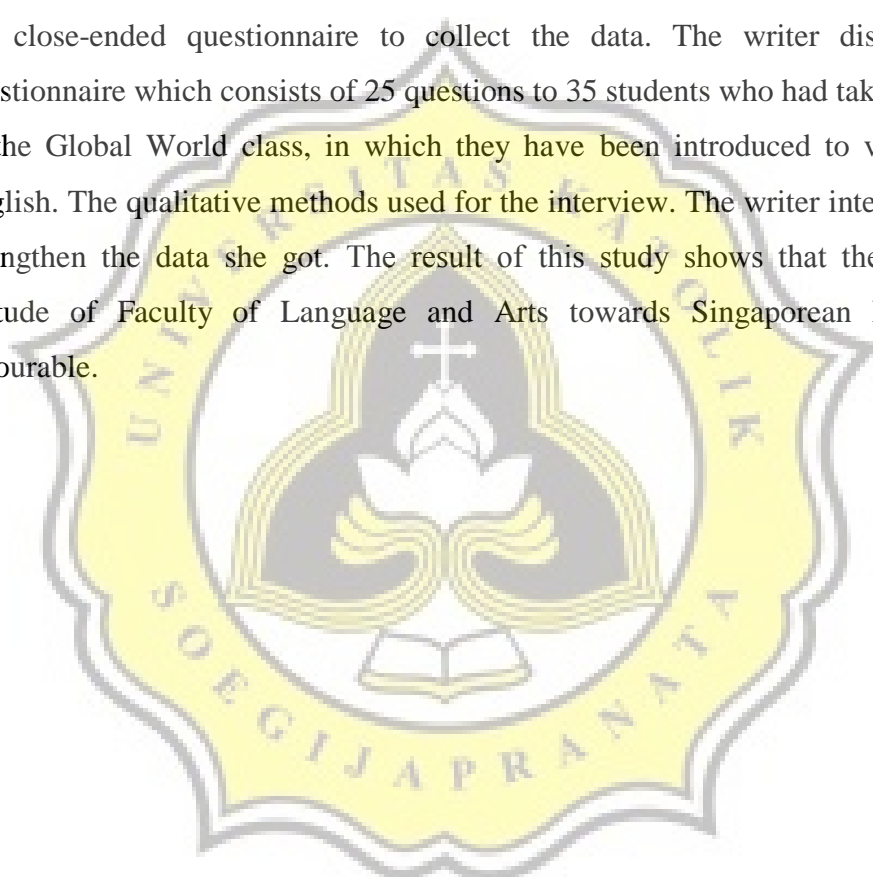 close-ended questionnaire to collect the data. The writer dis
stionnaire which consists of 25 questions to 35 students who had tak
the Global World class, in which they have been introduced to v
glish. The qualitative methods used for the interview. The writer inte
ngthen the data she got. The result of this study shows that the
tude of Faculty of Language and Arts towards Singaporean
ourable.
UNIVERSITAS KATOLIK
SOEGIJAPRANATA